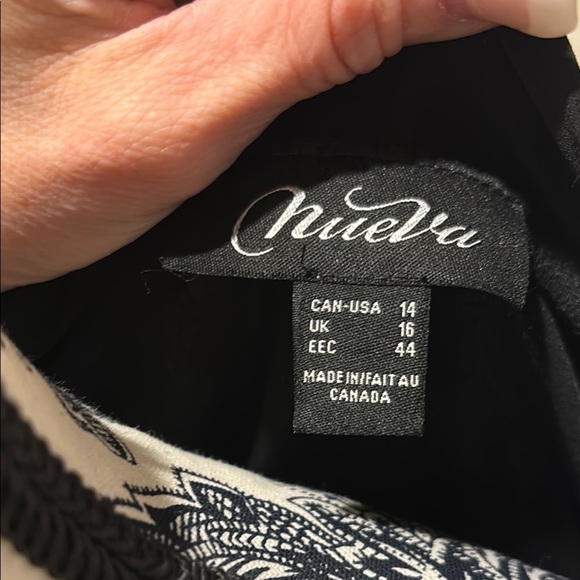 nueva
CAN-USA 14
UK 16
EEC 44
MADE IN/FAIT AU
CANADA